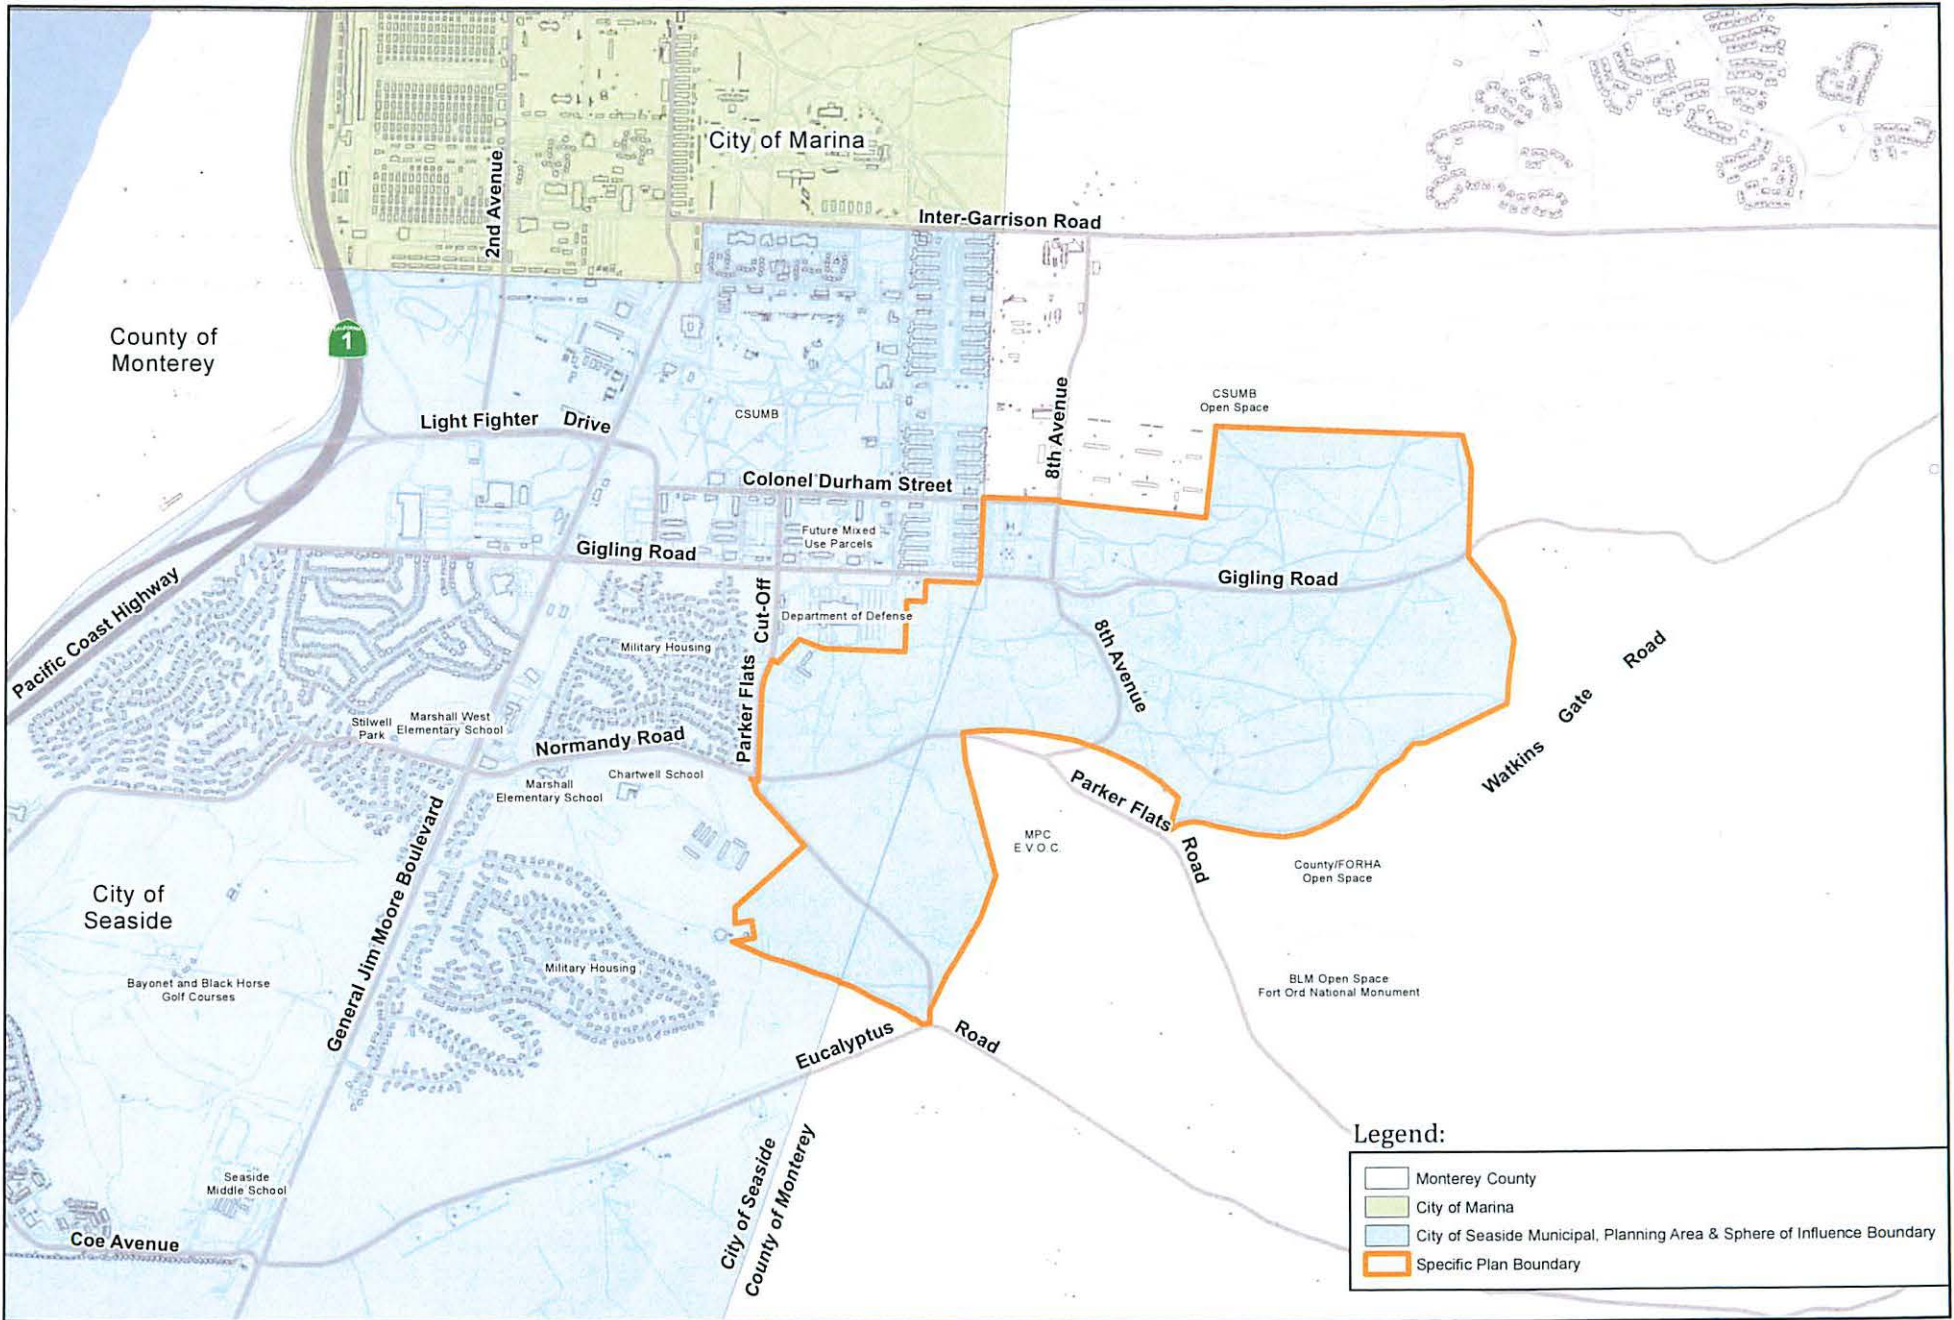 City of Marina
2nd Avenue
Inter-Garrison Road
County of
Monterey
CALIFORNIA
1
CSUMB
Open Space
8th Avenue
Light Fighter Drive
CSUMB
Colonel Durham Street
Future Mixed
Use Parcels
Gigling Road
Gigling Road
Pacific Coast Highway
Parker Flats Cut-Off
Department of Defense
Military Housing
8th Avenue
Watkins Gate Road
Stilwell
Park
Marshall West
Elementary School
Normandy Road
Chartwell School
Marshall
Elementary School
Parker Flats Road
MPC
E.V.O.C.
County/FORHA
Open Space
City of
Seaside
General Jim Moore Boulevard
Military Housing
Bayonet and Black Horse
Golf Courses
BLM Open Space
Fort Ord National Monument
Eucalyptus Road
Seaside
Middle School
City of Seaside
County of Monterey
Coe Avenue
Legend:
Monterey County
City of Marina
City of Seaside Municipal, Planning Area & Sphere of Influence Boundary
Specific Plan Boundary